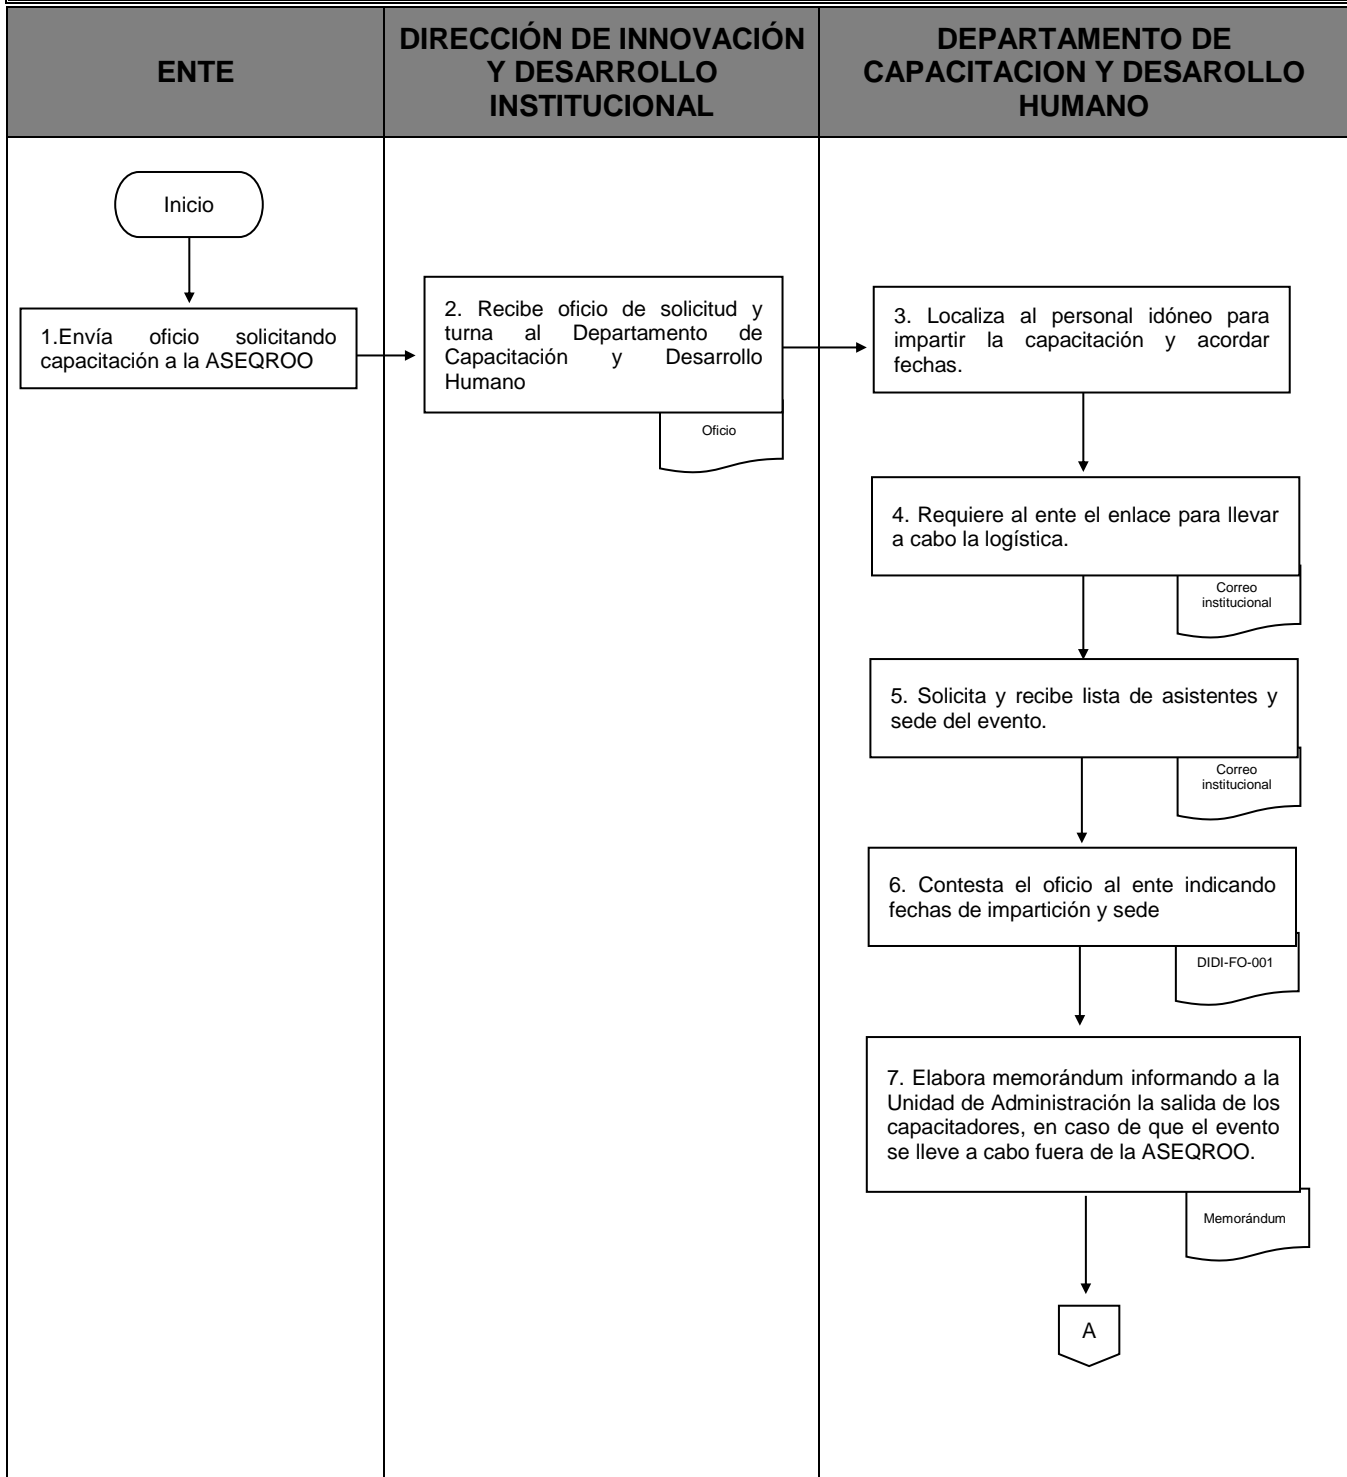 ENTE
DIRECCIÓN DE INNOVACIÓN
Y DESARROLLO
INSTITUCIONAL
DEPARTAMENTO DE
CAPACITACION Y DESAROLLO
HUMANO
Inicio
1.Envía oficio solicitando
capacitación a la ASEQROO
2. Recibe oficio de solicitud y
turna al Departamento de
Capacitación y Desarrollo
Humano
Oficio
3. Localiza al personal idóneo para
impartir la capacitación y acordar
fechas.
4. Requiere al ente el enlace para llevar
a cabo la logística.
Correo
institucional
5. Solicita y recibe lista de asistentes y
sede del evento.
Correo
institucional
6. Contesta el oficio al ente indicando
fechas de impartición y sede
DIDI-FO-001
7. Elabora memorándum informando a la
Unidad de Administración la salida de los
capacitadores, en caso de que el evento
se lleve a cabo fuera de la ASEQROO.
Memorándum
A